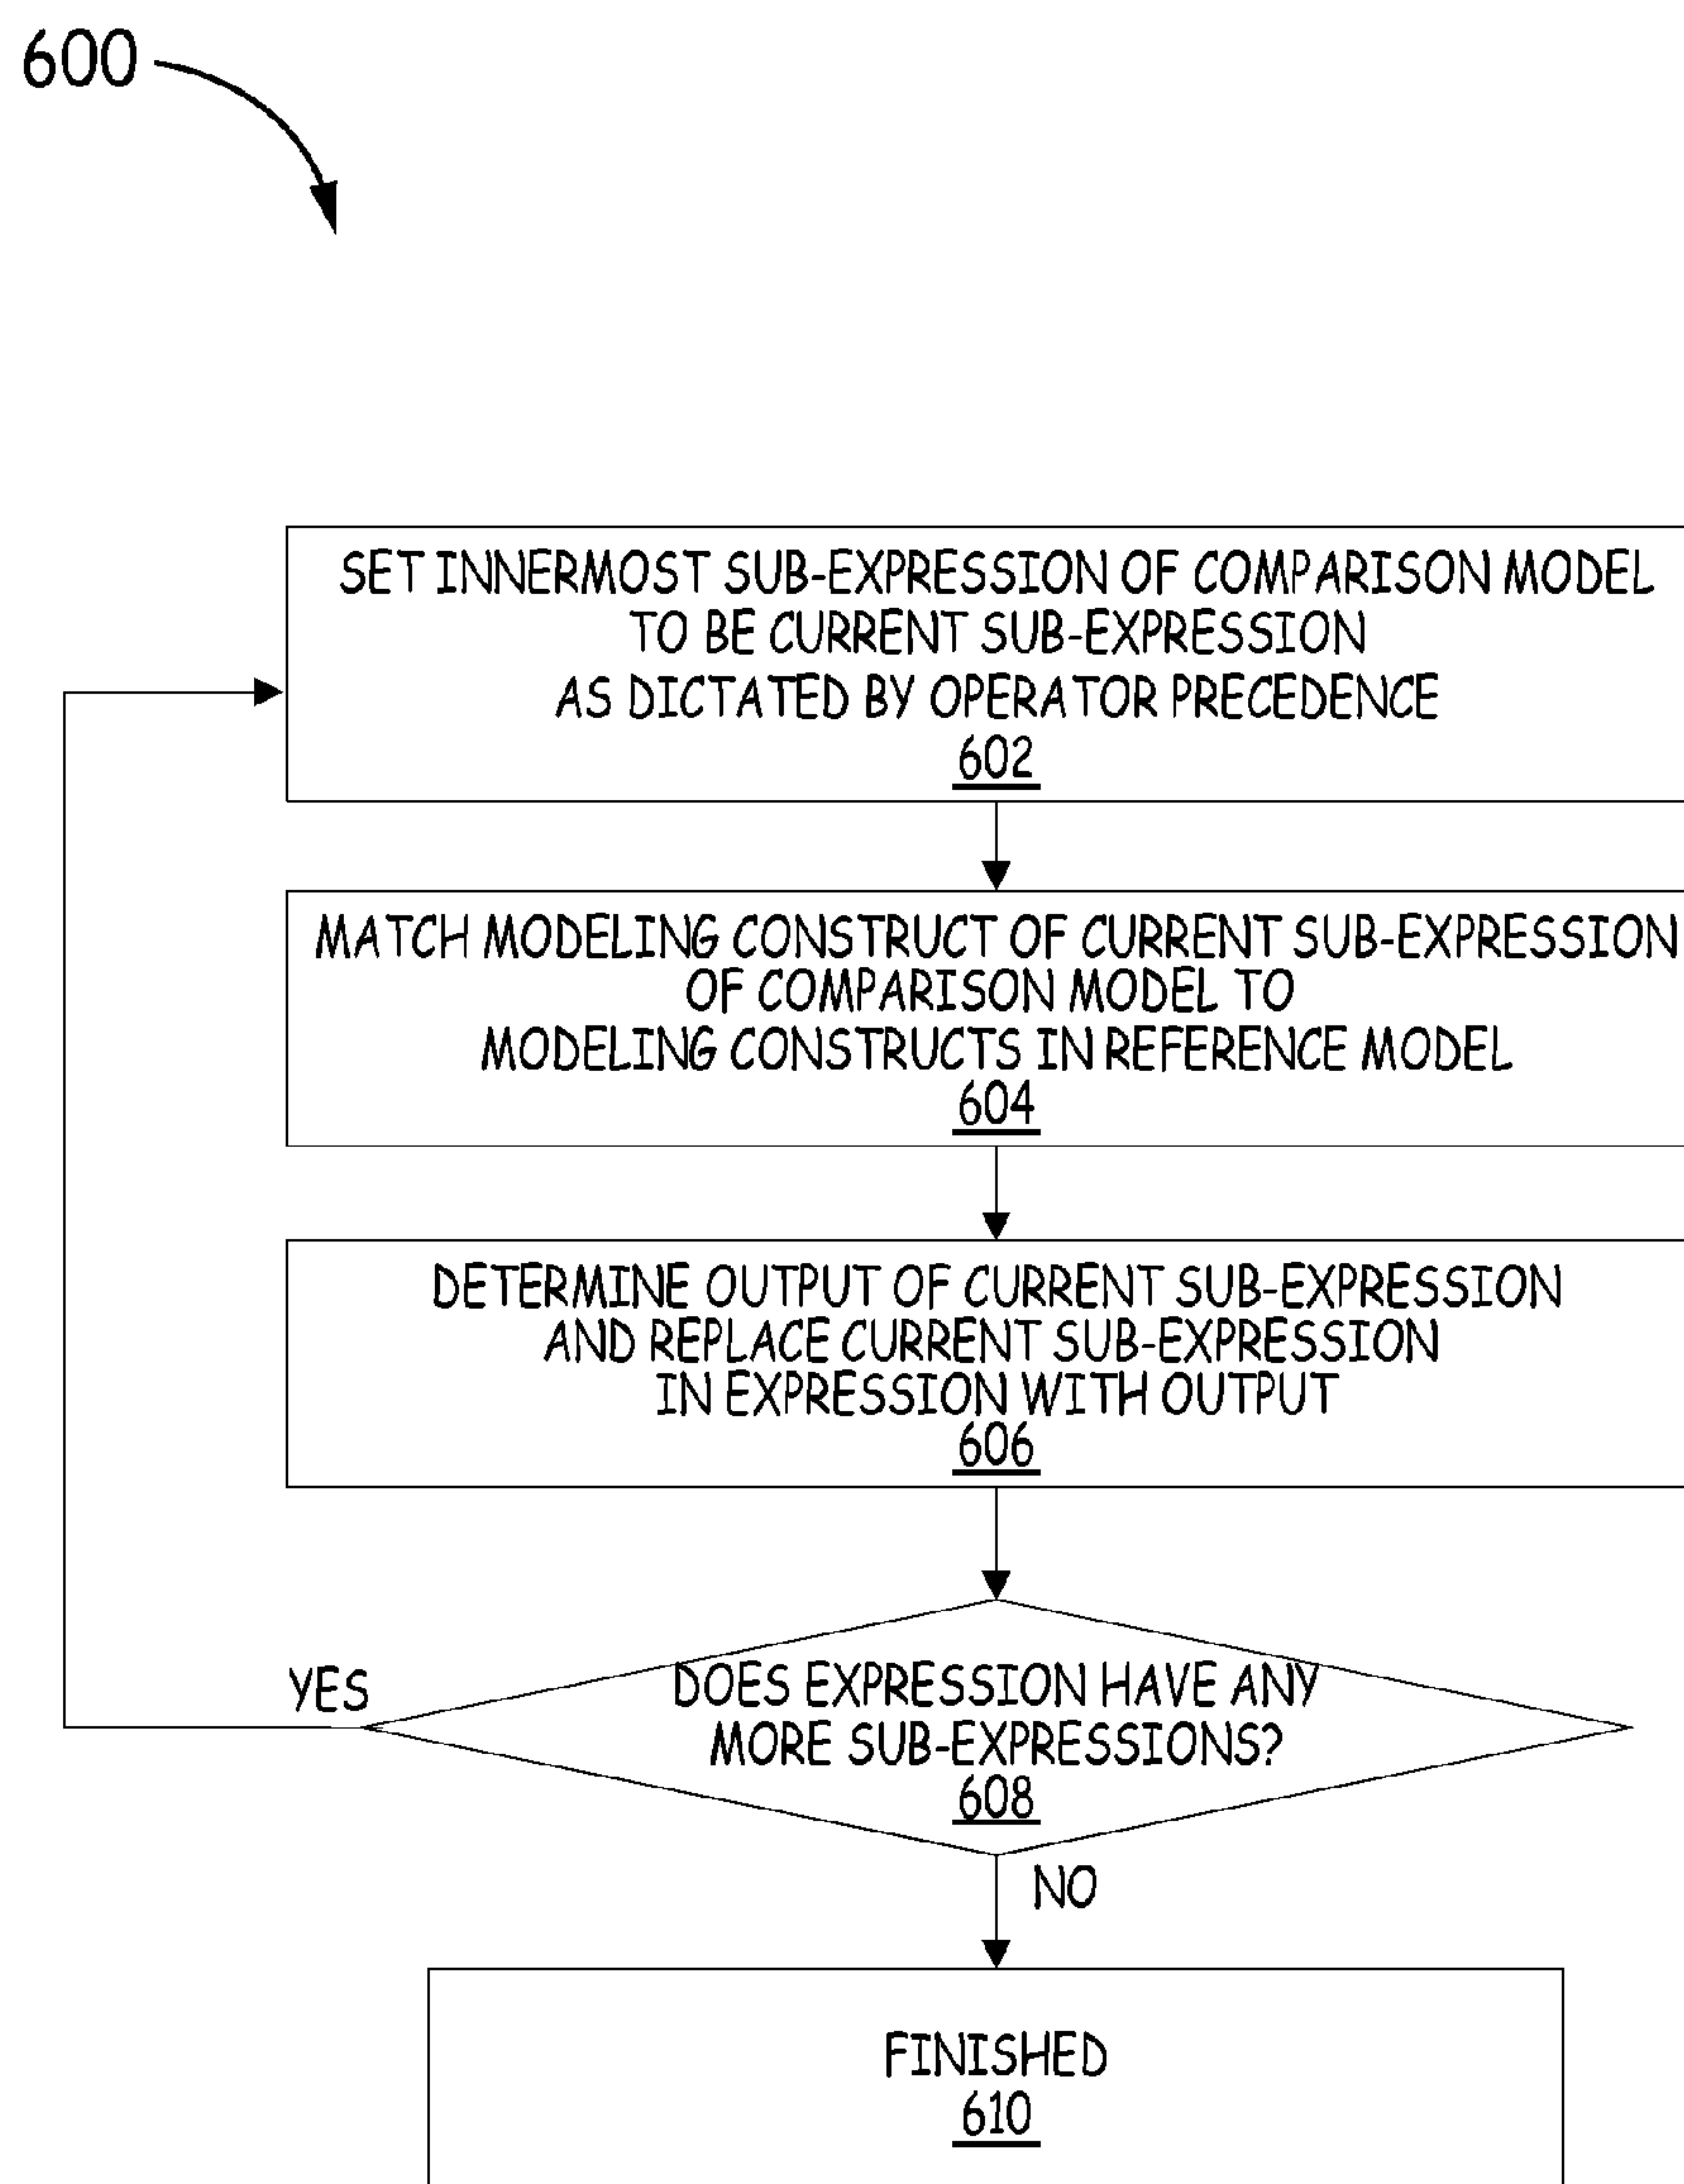 600
SET INNERMOST SUB-EXPRESSION OF COMPARISON MODEL
TO BE CURRENT SUB-EXPRESSION
AS DICTATED BY OPERATOR PRECEDENCE
602
MATCH MODELING CONSTRUCT OF CURRENT SUB-EXPRESSION
OF COMPARISON MODEL TO
MODELING CONSTRUCTS IN REFERENCE MODEL
604
DETERMINE OUTPUT OF CURRENT SUB-EXPRESSION
AND REPLACE CURRENT SUB-EXPRESSION
IN EXPRESSION WITH OUTPUT
606
YES
DOES EXPRESSION HAVE ANY
MORE SUB-EXPRESSIONS?
608
NO
FINISHED
610